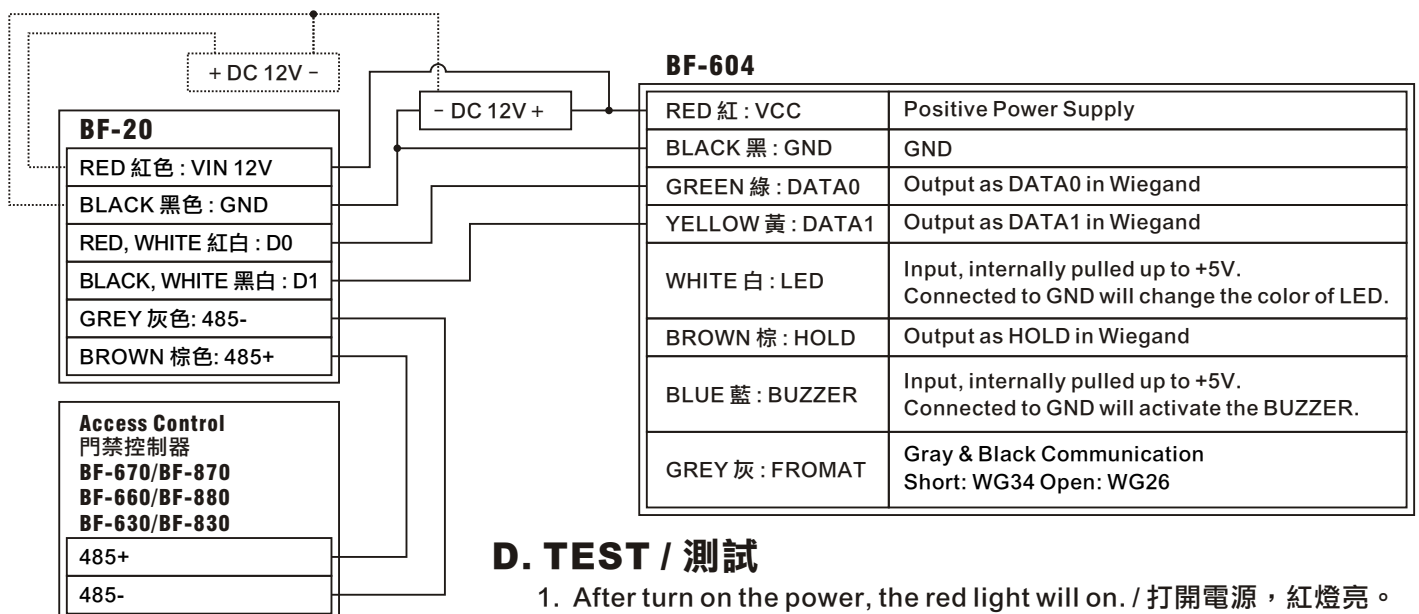 + DC 12V -
BF-20
RED 紅色 : VIN 12V
BLACK 黑色 : GND
RED, WHITE 紅白 : D0
BLACK, WHITE 黑白 : D1
GREY 灰色: 485-
BROWN 棕色: 485+
Access Control
門禁控制器
BF-670/BF-870
BF-660/BF-880
BF-630/BF-830
485+
485-
- DC 12V +
BF-604
RED 紅 : VCC Positive Power Supply
BLACK 黑 : GND GND
GREEN 綠 : DATA0 Output as DATA0 in Wiegand
YELLOW 黃 : DATA1 Output as DATA1 in Wiegand
WHITE 白 : LED Input, internally pulled up to +5V.
Connected to GND will change the color of LED.
BROWN 棕 : HOLD Output as HOLD in Wiegand
BLUE 藍 : BUZZER Input, internally pulled up to +5V.
Connected to GND will activate the BUZZER.
GREY 灰 : FROMAT Gray & Black Communication
Short: WG34 Open: WG26
D. TEST / 測試
1. After turn on the power, the red light will on. / 打開電源，紅燈亮。